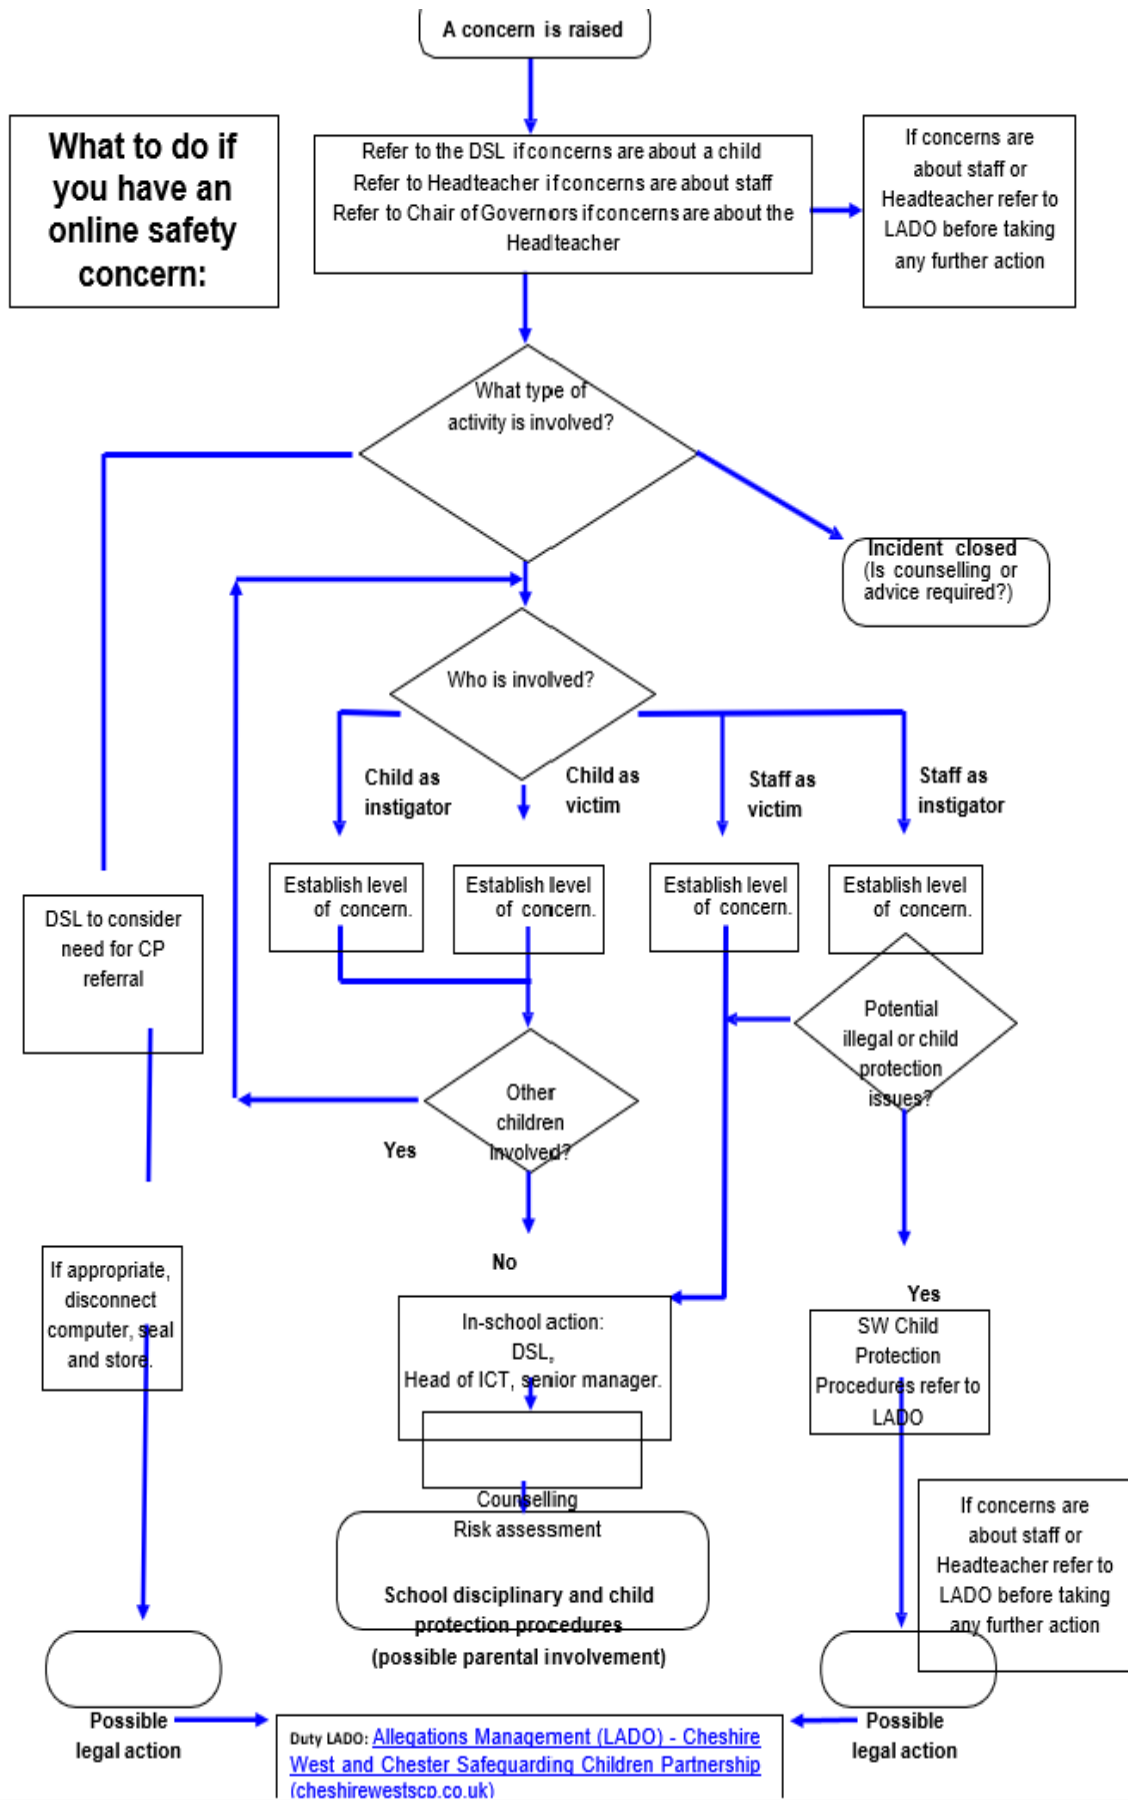 A concern is raised
What to do if
you have an
online safety
concern:
Refer to the DSL if concerns are about a child
Refer to Headteacher if concerns are about staff
Refer to Chair of Governors if concerns are about the
Headteacher
If concerns are
about staff or
Headteacher refer to
LADO before taking
any further action
What type of
activity is involved?
Incident closed
(Is counselling or
advice required?)
Who is involved?
Child as
instigator
Child as
victim
Staff as
victim
Staff as
instigator
Establish level
of concern.
Establish level
of concern.
Establish level
of concern.
Establish level
of concern.
DSL to consider
need for CP
referral
Potential
illegal or child
protection
issues?
Other
children
involved?
Yes
No
If appropriate,
disconnect
computer, seal
and store.
In-school action:
DSL,
Head of ICT, senior manager.
Yes
SW Child
Protection
Procedures refer to
LADO
Counselling
Risk assessment
School disciplinary and child
protection procedures
(possible parental involvement)
If concerns are
about staff or
Headteacher refer to
LADO before taking
any further action
Possible
legal action
Possible
legal action
Duty LADO: Allegations Management (LADO) - Cheshire
West and Chester Safeguarding Children Partnership
(cheshirewestscp.co.uk)